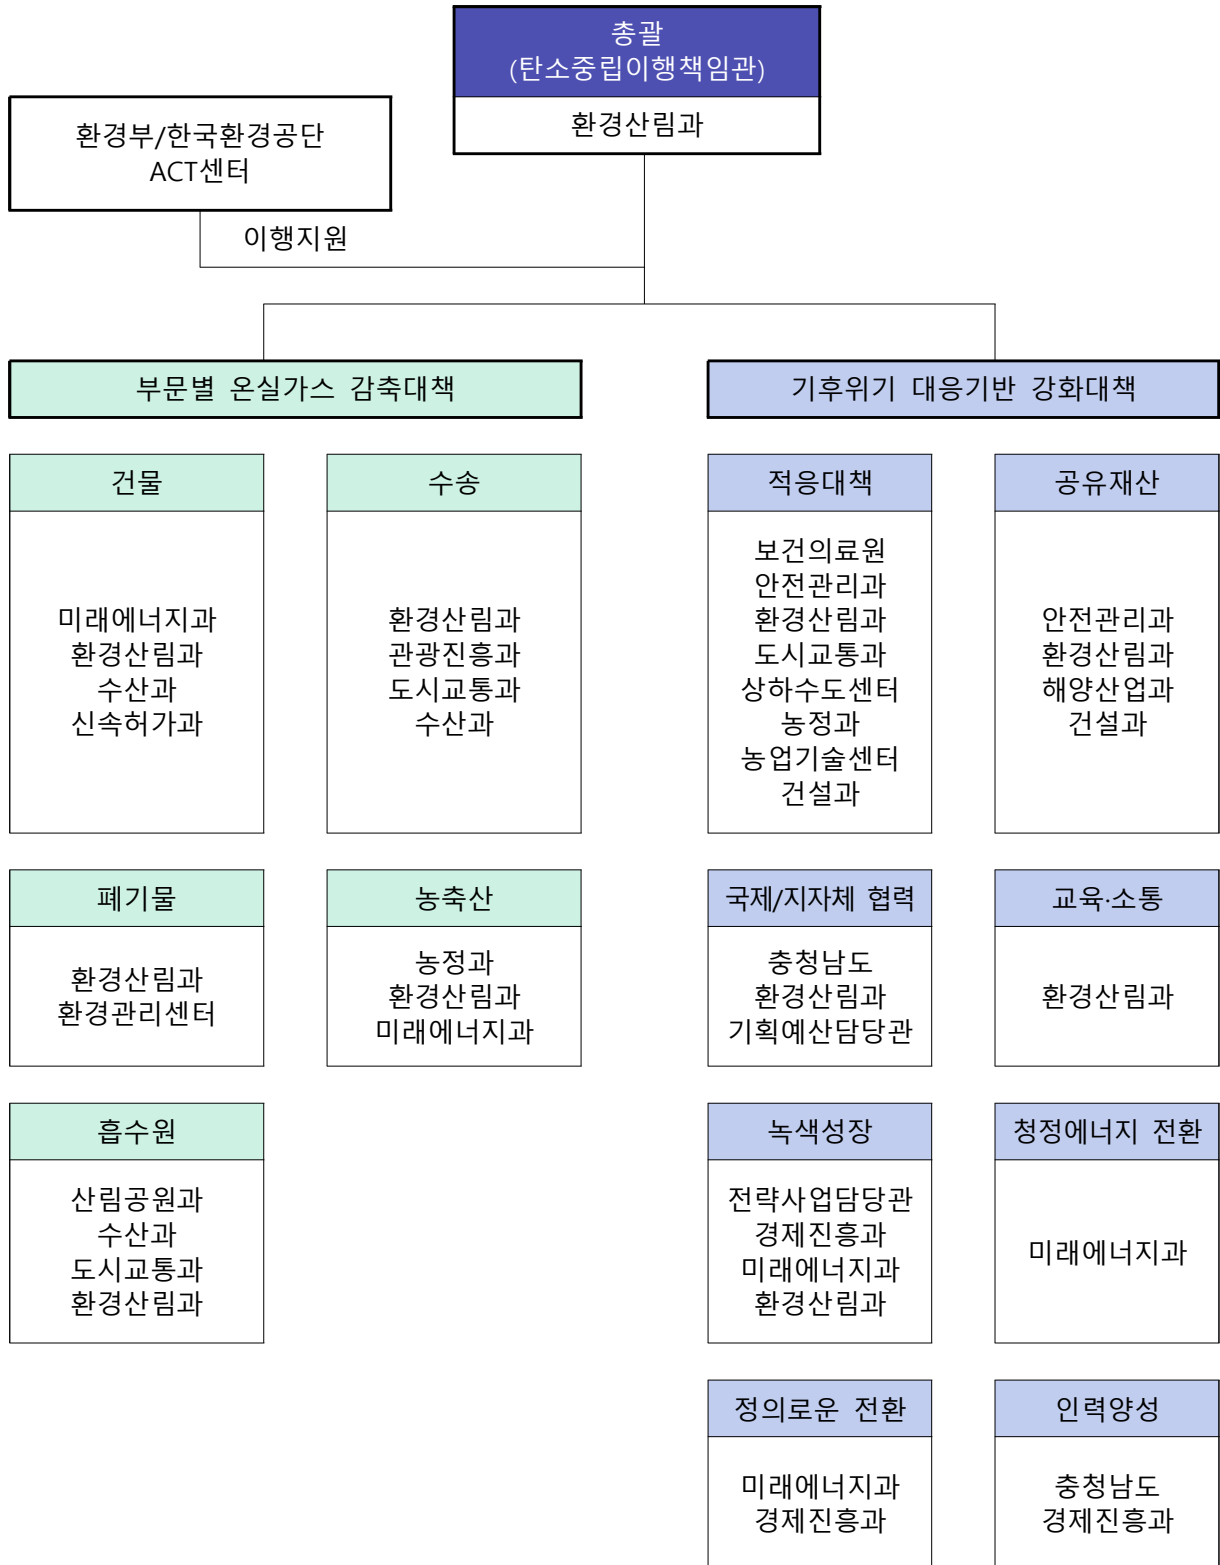 총괄
(탄소중립이행책임관)
환경산림과
환경부/한국환경공단
ACT센터
이행지원
부문별 온실가스 감축대책
건물
미래에너지과
환경산림과
수산과
신속허가과
수송
환경산림과
관광진흥과
도시교통과
수산과
폐기물
환경산림과
환경관리센터
농축산
농정과
환경산림과
미래에너지과
흡수원
산림공원과
수산과
도시교통과
환경산림과
기후위기 대응기반 강화대책
적응대책
보건의료원
안전관리과
환경산림과
도시교통과
상하수도센터
농정과
농업기술센터
건설과
공유재산
안전관리과
환경산림과
해양산업과
건설과
국제/지자체 협력
충청남도
환경산림과
기획예산담당관
교육·소통
환경산림과
녹색성장
전략사업담당관
경제진흥과
미래에너지과
환경산림과
청정에너지 전환
미래에너지과
정의로운 전환
미래에너지과
경제진흥과
인력양성
충청남도
경제진흥과